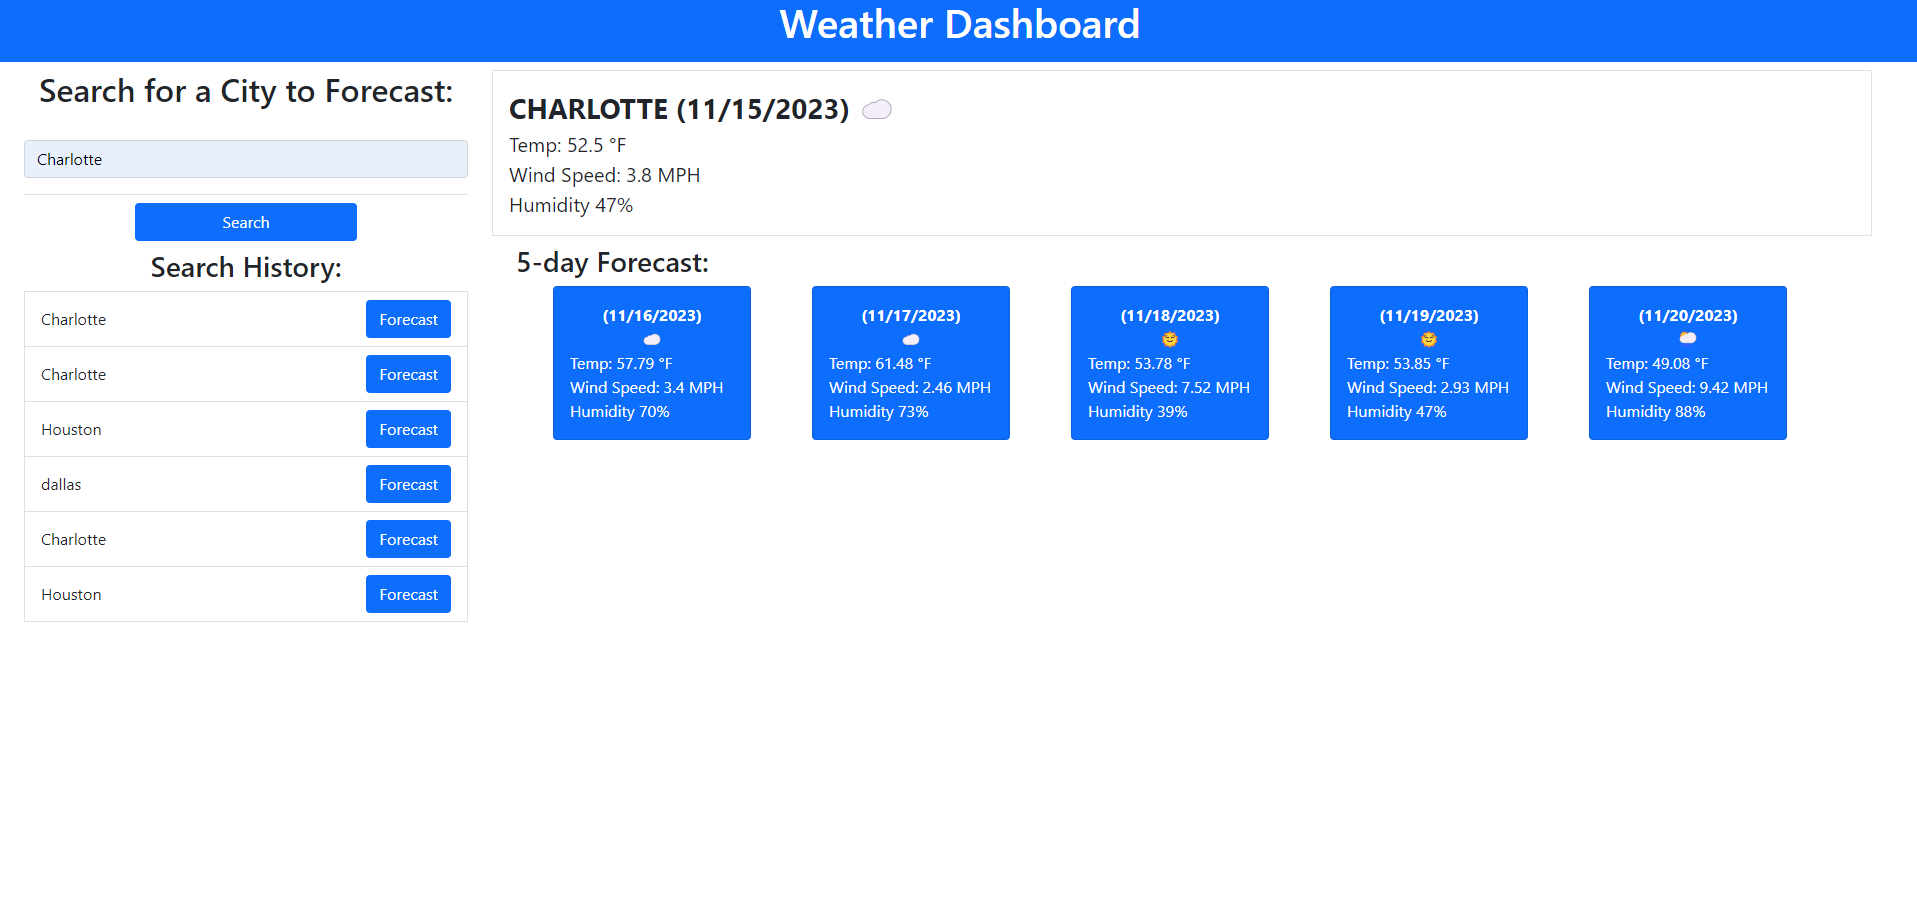 Weather Dashboard
Search for a City to Forecast:
Charlotte
Search
Search History:
Charlotte Forecast
Charlotte Forecast
Houston Forecast
dallas Forecast
Charlotte Forecast
Houston Forecast
CHARLOTTE (11/15/2023)
Temp: 52.5 °F
Wind Speed: 3.8 MPH
Humidity 47%
5-day Forecast:
(11/16/2023)
Temp: 57.79 °F
Wind Speed: 3.4 MPH
Humidity 70%
(11/17/2023)
Temp: 61.48 °F
Wind Speed: 2.46 MPH
Humidity 73%
(11/18/2023)
Temp: 53.78 °F
Wind Speed: 7.52 MPH
Humidity 39%
(11/19/2023)
Temp: 53.85 °F
Wind Speed: 2.93 MPH
Humidity 47%
(11/20/2023)
Temp: 49.08 °F
Wind Speed: 9.42 MPH
Humidity 88%